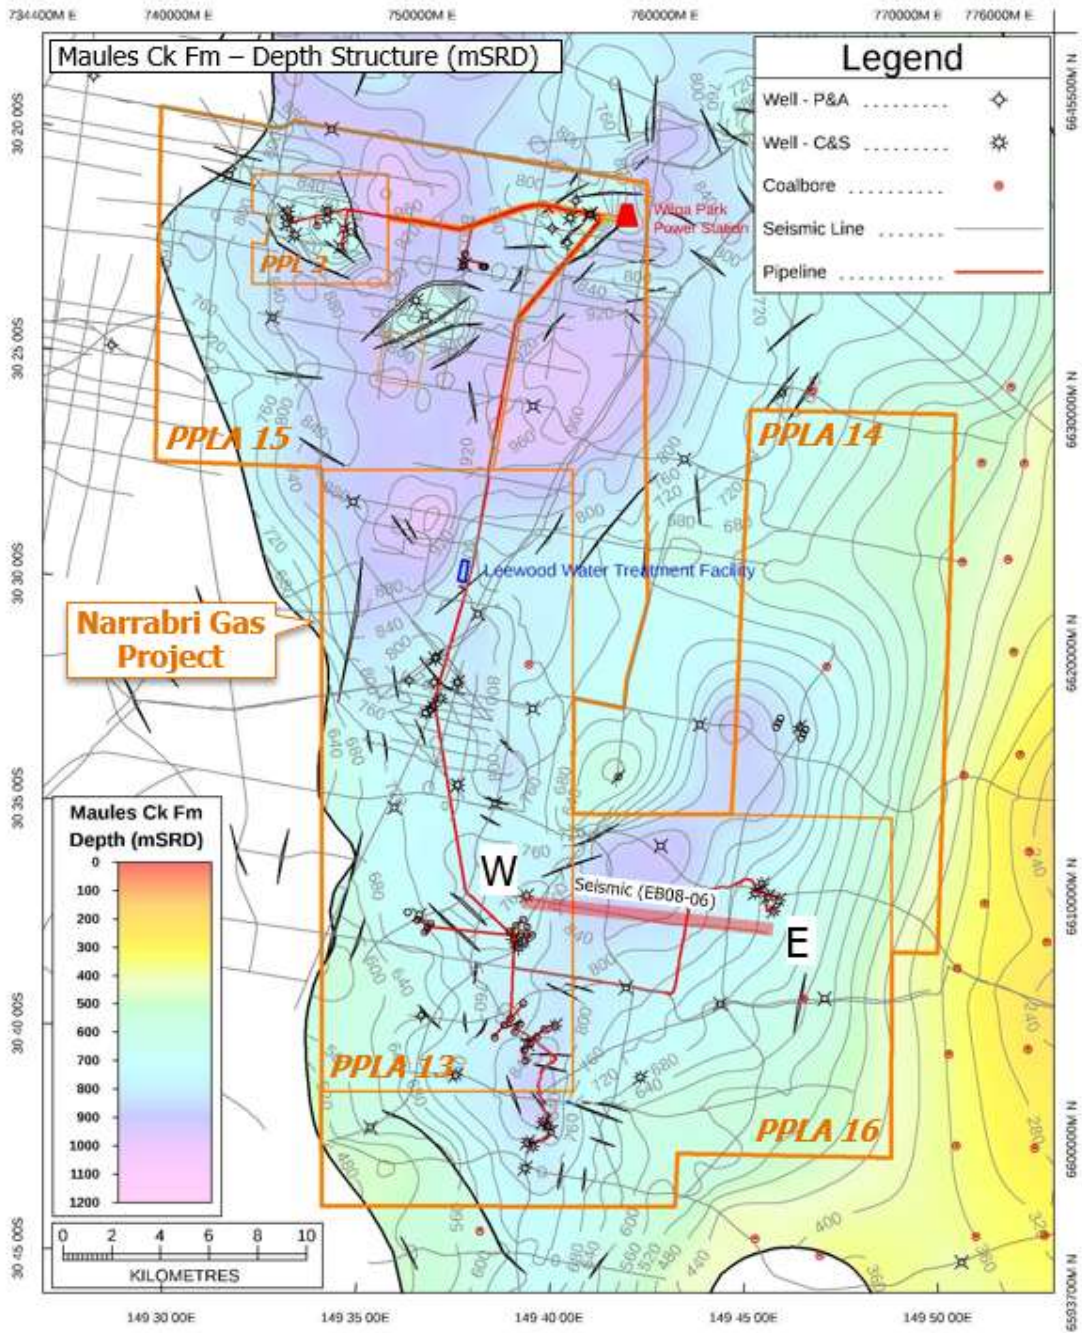 734400M E 740000M E 750000M E 760000M E 770000M E 776000M E
Maules Ck Fm – Depth Structure (mSRD)
Legend
Well - P&A ..........
Well - C&S ..........
Coalbore ..........
Seismic Line ..........
Pipeline ..........
6645500M N
6630000M N
6620000M N
6610000M N
6600000M N
6593700M N
30 20 00S
30 25 00S
30 30 00S
30 35 00S
30 40 00S
30 45 00S
Wilga Park
Power Station
PPL 3
PPLA 15
PPLA 14
Leewood Water Treatment Facility
Narrabri Gas
Project
W
Seismic (EB08-06)
E
PPLA 13
PPLA 16
Maules Ck Fm
Depth (mSRD)
0
100
200
300
400
500
600
700
800
900
1000
1100
1200
0 2 4 6 8 10
KILOMETRES
149 30 00E 149 35 00E 149 40 00E 149 45 00E 149 50 00E